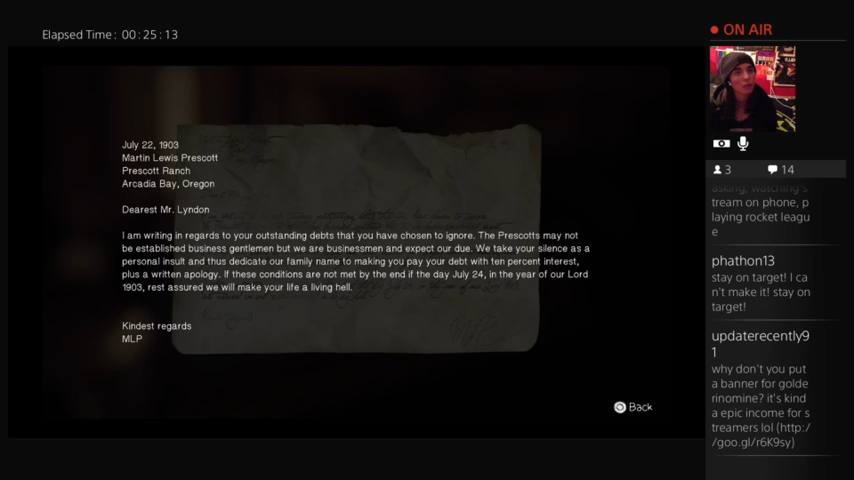 Elapsed Time: 00:25:13
July 22, 1903
Martin Lewis Prescott
Prescott Ranch
Arcadia Bay, Oregon
Dearest Mr. Lyndon
I am writing in regards to your outstanding debts that you have chosen to ignore. The Prescotts may not
be established business gentlemen but we are businessmen and expect our due. We take your silence as a
personal insult and thus dedicate our family name to making you pay your debt with ten percent interest,
plus a written apology. If these conditions are not met by the end if the day July 24, in the year of our Lord
1903, rest assured we will make your life a living hell.
Kindest regards
MLP
Back
ON AIR
3
14
asking, watching s
tream on phone, p
laying rocket leagu
e
phathon13
stay on target! I ca
n't make it! stay on
target!
updaterecently9
1
why don't you put
a banner for golde
rinomine? it's kind
a epic income for s
treamers lol (http:/
/goo.gl/r6K9sy)